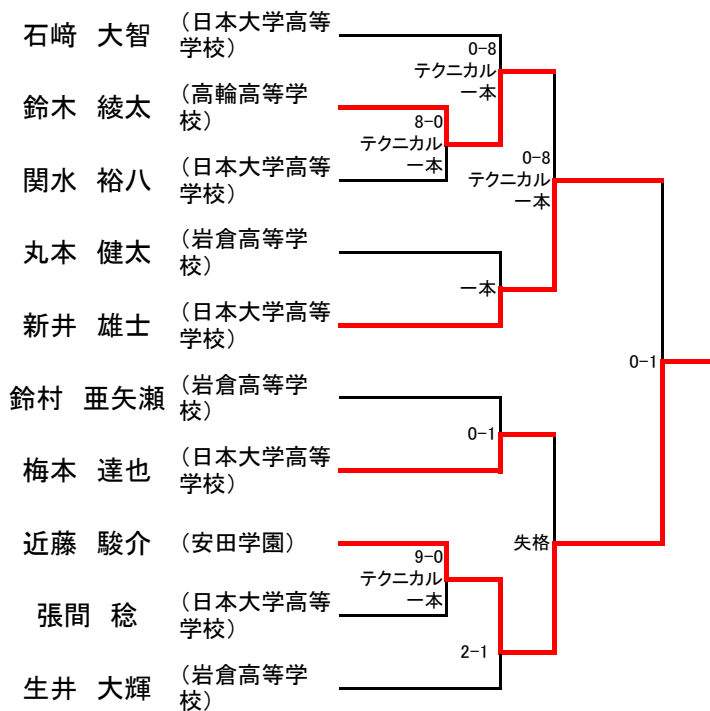 石﨑 大智 (日本大学高等
学校)
0-8
テクニカル
一本
鈴木 綾太 (高輪高等学
校)
8-0
テクニカル
一本
関水 裕八 (日本大学高等
学校)
0-8
テクニカル
一本
丸本 健太 (岩倉高等学
校)
一本
新井 雄士 (日本大学高等
学校)
0-1
鈴村 亜矢瀬 (岩倉高等学
校)
0-1
梅本 達也 (日本大学高等
学校)
近藤 駿介 (安田学園)
失格
9-0
テクニカル
一本
張間 稔 (日本大学高等
学校)
2-1
生井 大輝 (岩倉高等学
校)